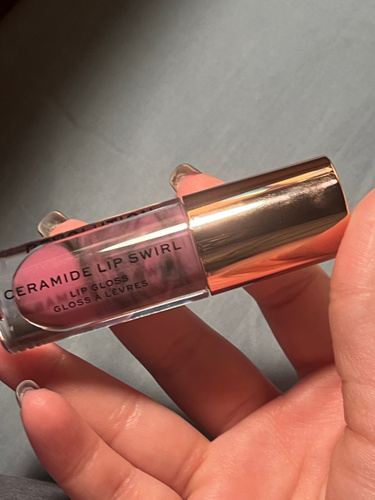 CERAMIDE LIP SWIRL
LIP GLOSS
GLOSS À LÈVRES